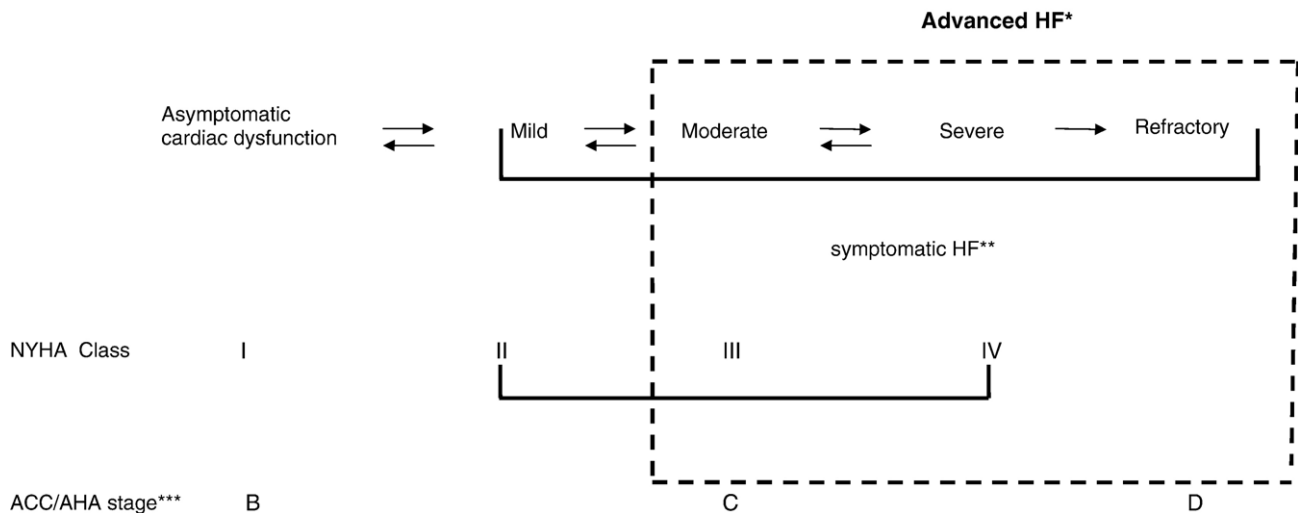 Advanced HF*
Asymptomatic
cardiac dysfunction
Mild
Moderate
Severe
Refractory
symptomatic HF**
NYHA Class I II III IV
ACC/AHA stage*** B C D